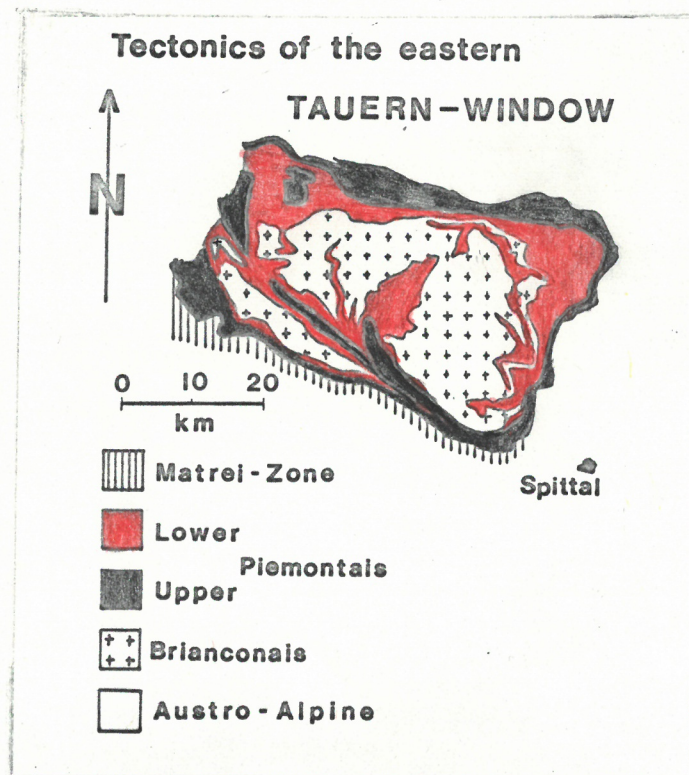 Tectonics of the eastern
TAUERN-WINDOW
N
0 10 20
km
Spittal
Matrei-Zone
Lower
Piemontais
Upper
Brianconais
Austro-Alpine